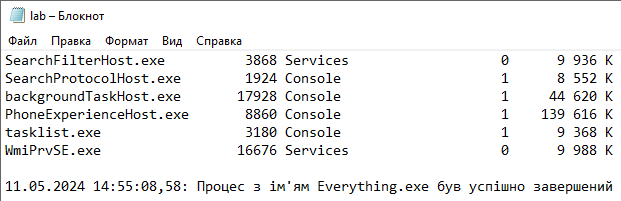 lab – Блокнот
Файл Правка Формат Вид Справка
SearchFilterHost.exe 3868 Services 0 9 936 K
SearchProtocolHost.exe 1924 Console 1 8 552 K
backgroundTaskHost.exe 17928 Console 1 44 620 K
PhoneExperienceHost.exe 8860 Console 1 139 616 K
tasklist.exe 3180 Console 1 9 368 K
WmiPrvSE.exe 16676 Services 0 9 988 K
11.05.2024 14:55:08,58: Процес з ім'ям Everything.exe був успішно завершений